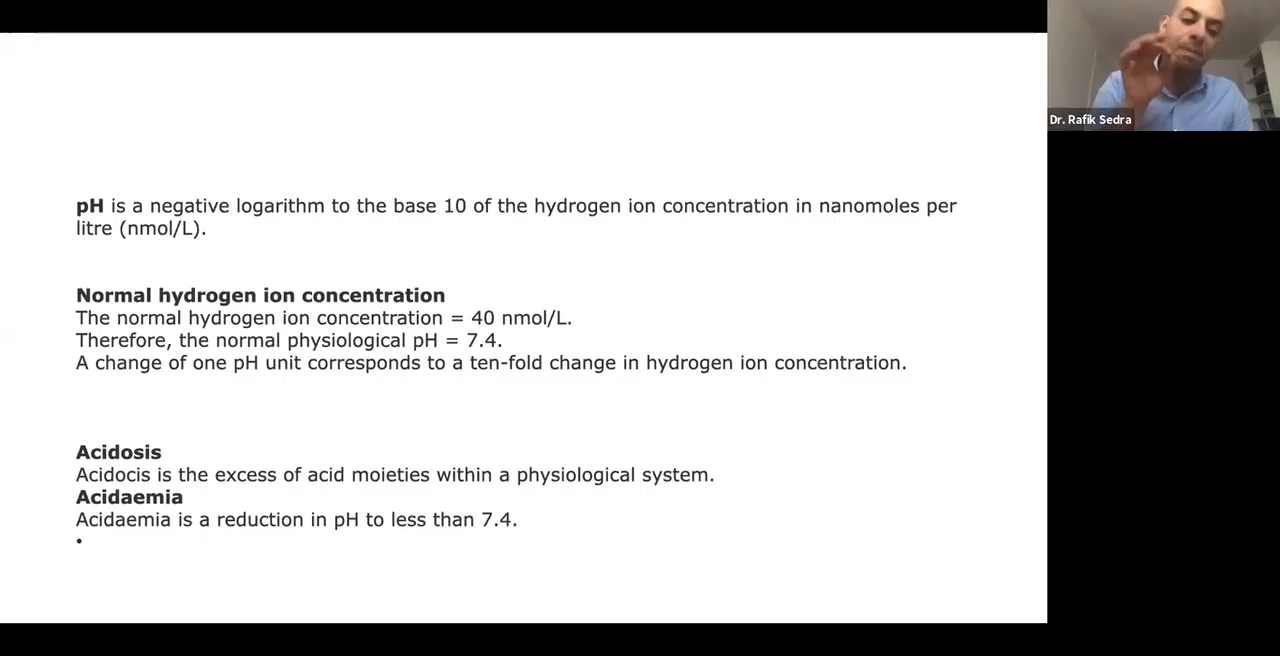 pH is a negative logarithm to the base 10 of the hydrogen ion concentration in nanomoles per
litre (nmol/L).
Normal hydrogen ion concentration
The normal hydrogen ion concentration = 40 nmol/L.
Therefore, the normal physiological pH = 7.4.
A change of one pH unit corresponds to a ten-fold change in hydrogen ion concentration.
Acidosis
Acidocis is the excess of acid moieties within a physiological system.
Acidaemia
Acidaemia is a reduction in pH to less than 7.4.
•
Dr. Rafik Sedra